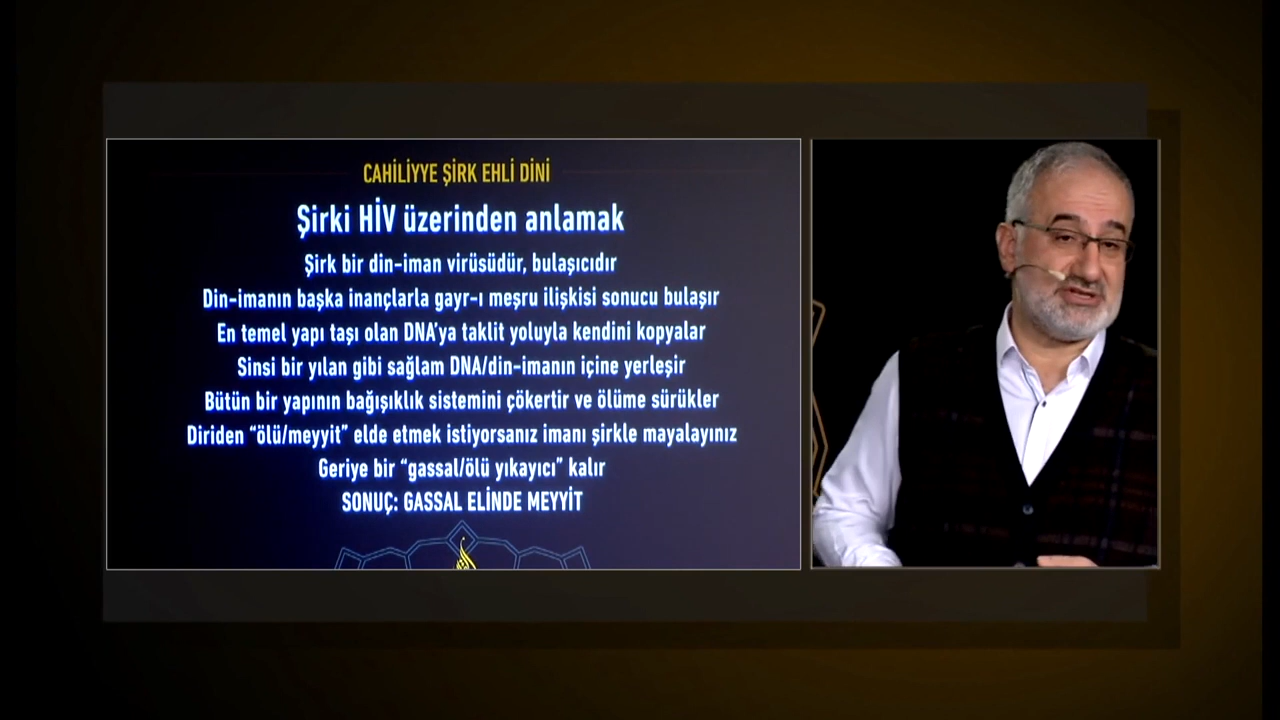 CAHİLİYYE ŞİRK EHLİ DİNİ
Şirki HİV üzerinden anlamak
Şirk bir din-iman virüsüdür, bulaşıcıdır
Din-imanın başka inançlarla gayr-ı meşru ilişkisi sonucu bulaşır
En temel yapı taşı olan DNA'ya taklit yoluyla kendini kopyalar
Sinsi bir yılan gibi sağlam DNA/din-imanın içine yerleşir
Bütün bir yapının bağışıklık sistemini çökertir ve ölüme sürükler
Diriden “ölü/meyyit” elde etmek istiyorsanız imanı şirkle mayalayınız
Geriye bir “gassal/ölü yıkayıcı” kalır
SONUÇ: GASSAL ELİNDE MEYYİT